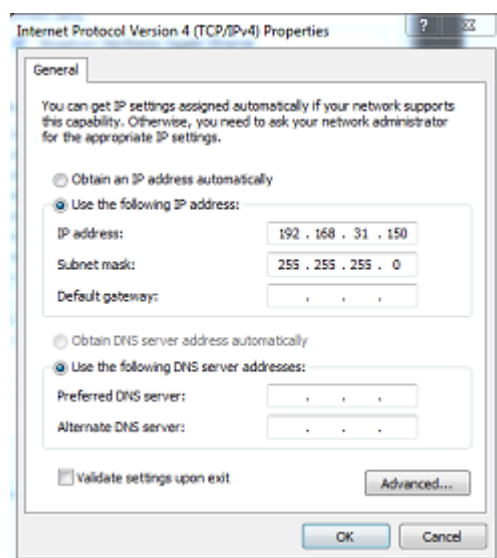 Internet Protocol Version 4 (TCP/IPv4) Properties
General
You can get IP settings assigned automatically if your network supports
this capability. Otherwise, you need to ask your network administrator
for the appropriate IP settings.
Obtain an IP address automatically
Use the following IP address:
IP address: 192 . 168 . 31 . 150
Subnet mask: 255 . 255 . 255 . 0
Default gateway: . . .
Obtain DNS server address automatically
Use the following DNS server addresses:
Preferred DNS server: . . .
Alternate DNS server: . . .
Validate settings upon exit
Advanced...
OK Cancel